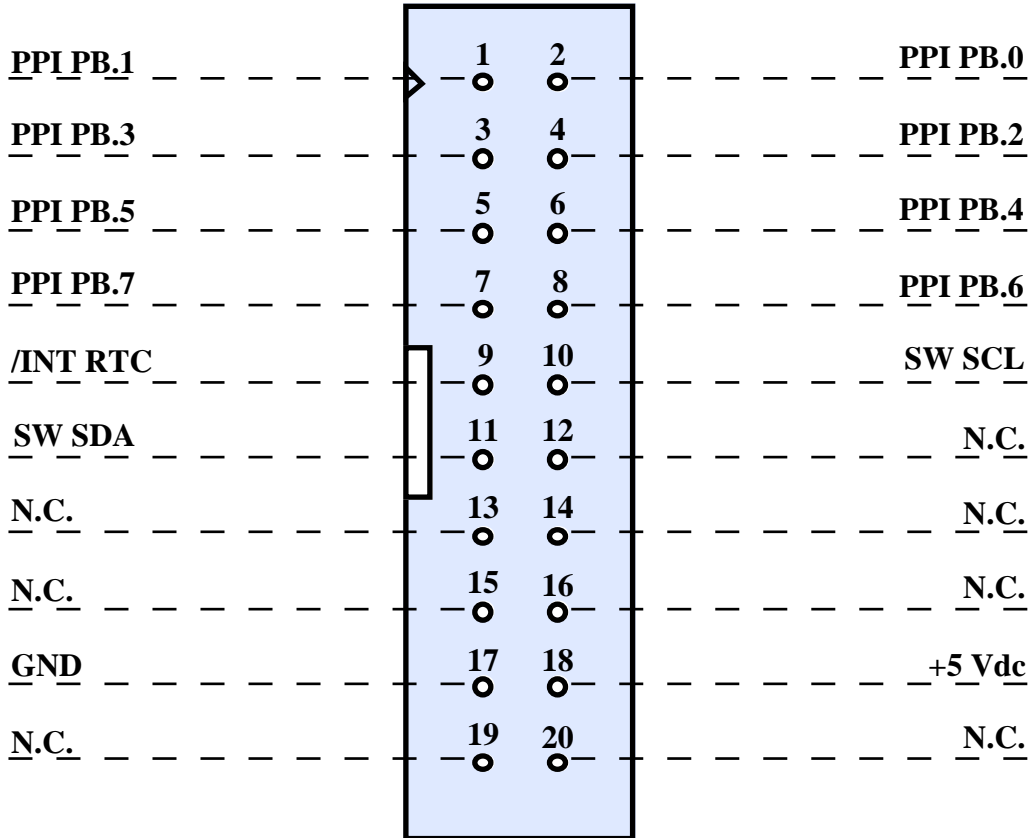 PPI PB.1 1 2 PPI PB.0
PPI PB.3 3 4 PPI PB.2
PPI PB.5 5 6 PPI PB.4
PPI PB.7 7 8 PPI PB.6
/INT RTC 9 10 SW SCL
SW SDA 11 12 N.C.
N.C. 13 14 N.C.
N.C. 15 16 N.C.
GND 17 18 +5 Vdc
N.C. 19 20 N.C.